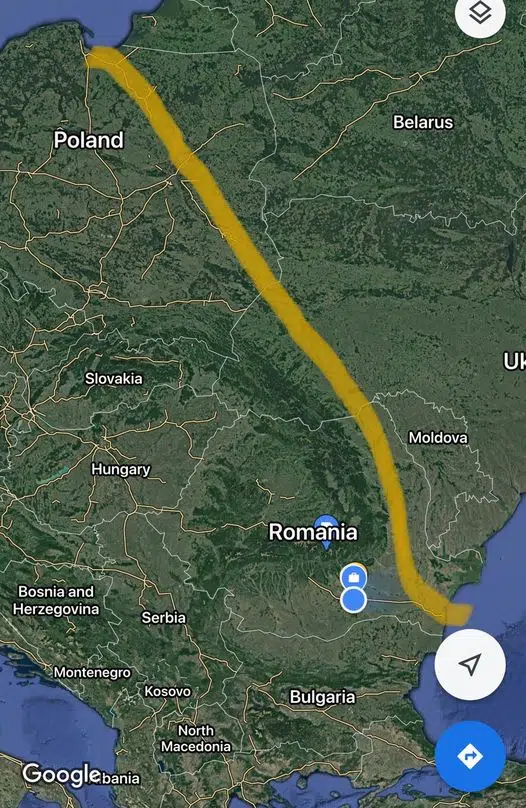 Belarus
Poland
Uk
Slovakia
Moldova
Hungary
Romania
Bosnia and
Herzegovina
Serbia
Montenegro
Kosovo
Bulgaria
North
Macedonia
Google
bania